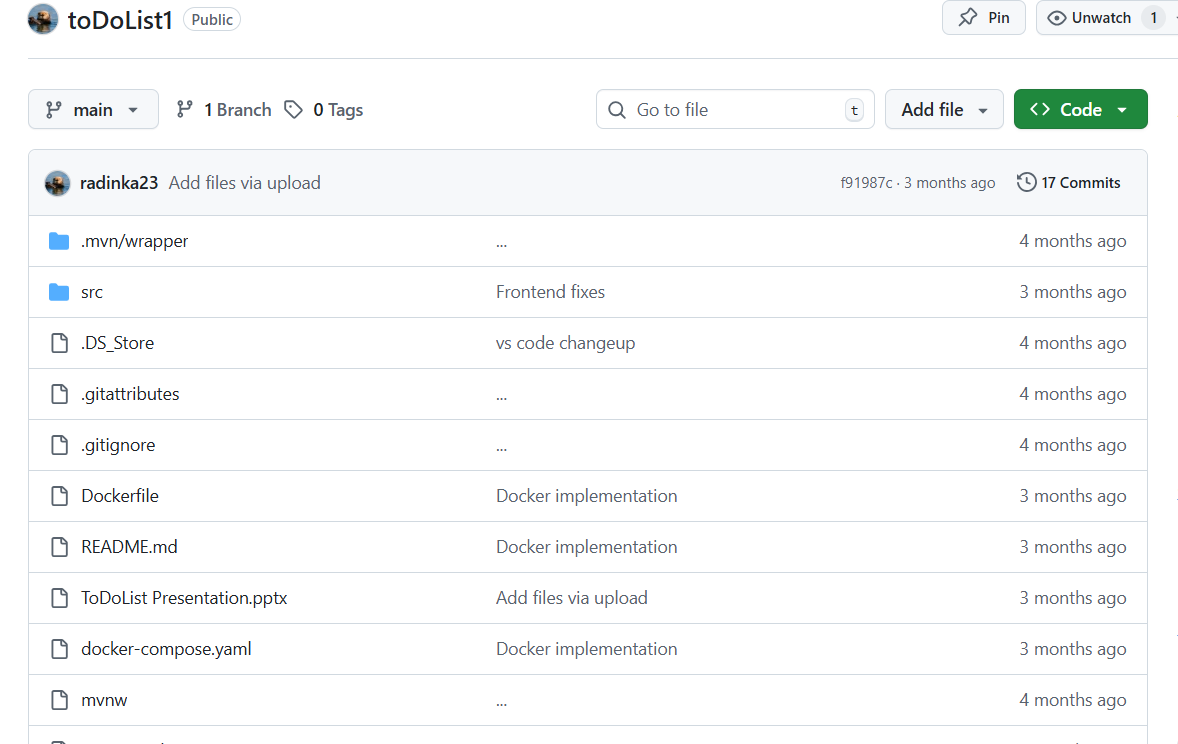 toDoList1 Public Pin Unwatch 1
main 1 Branch 0 Tags Go to file t Add file Code
radinka23 Add files via upload f91987c · 3 months ago 17 Commits
.mvn/wrapper ... 4 months ago
src Frontend fixes 3 months ago
.DS_Store vs code changeup 4 months ago
.gitattributes ... 4 months ago
.gitignore ... 4 months ago
Dockerfile Docker implementation 3 months ago
README.md Docker implementation 3 months ago
ToDoList Presentation.pptx Add files via upload 3 months ago
docker-compose.yaml Docker implementation 3 months ago
mvnw ... 4 months ago